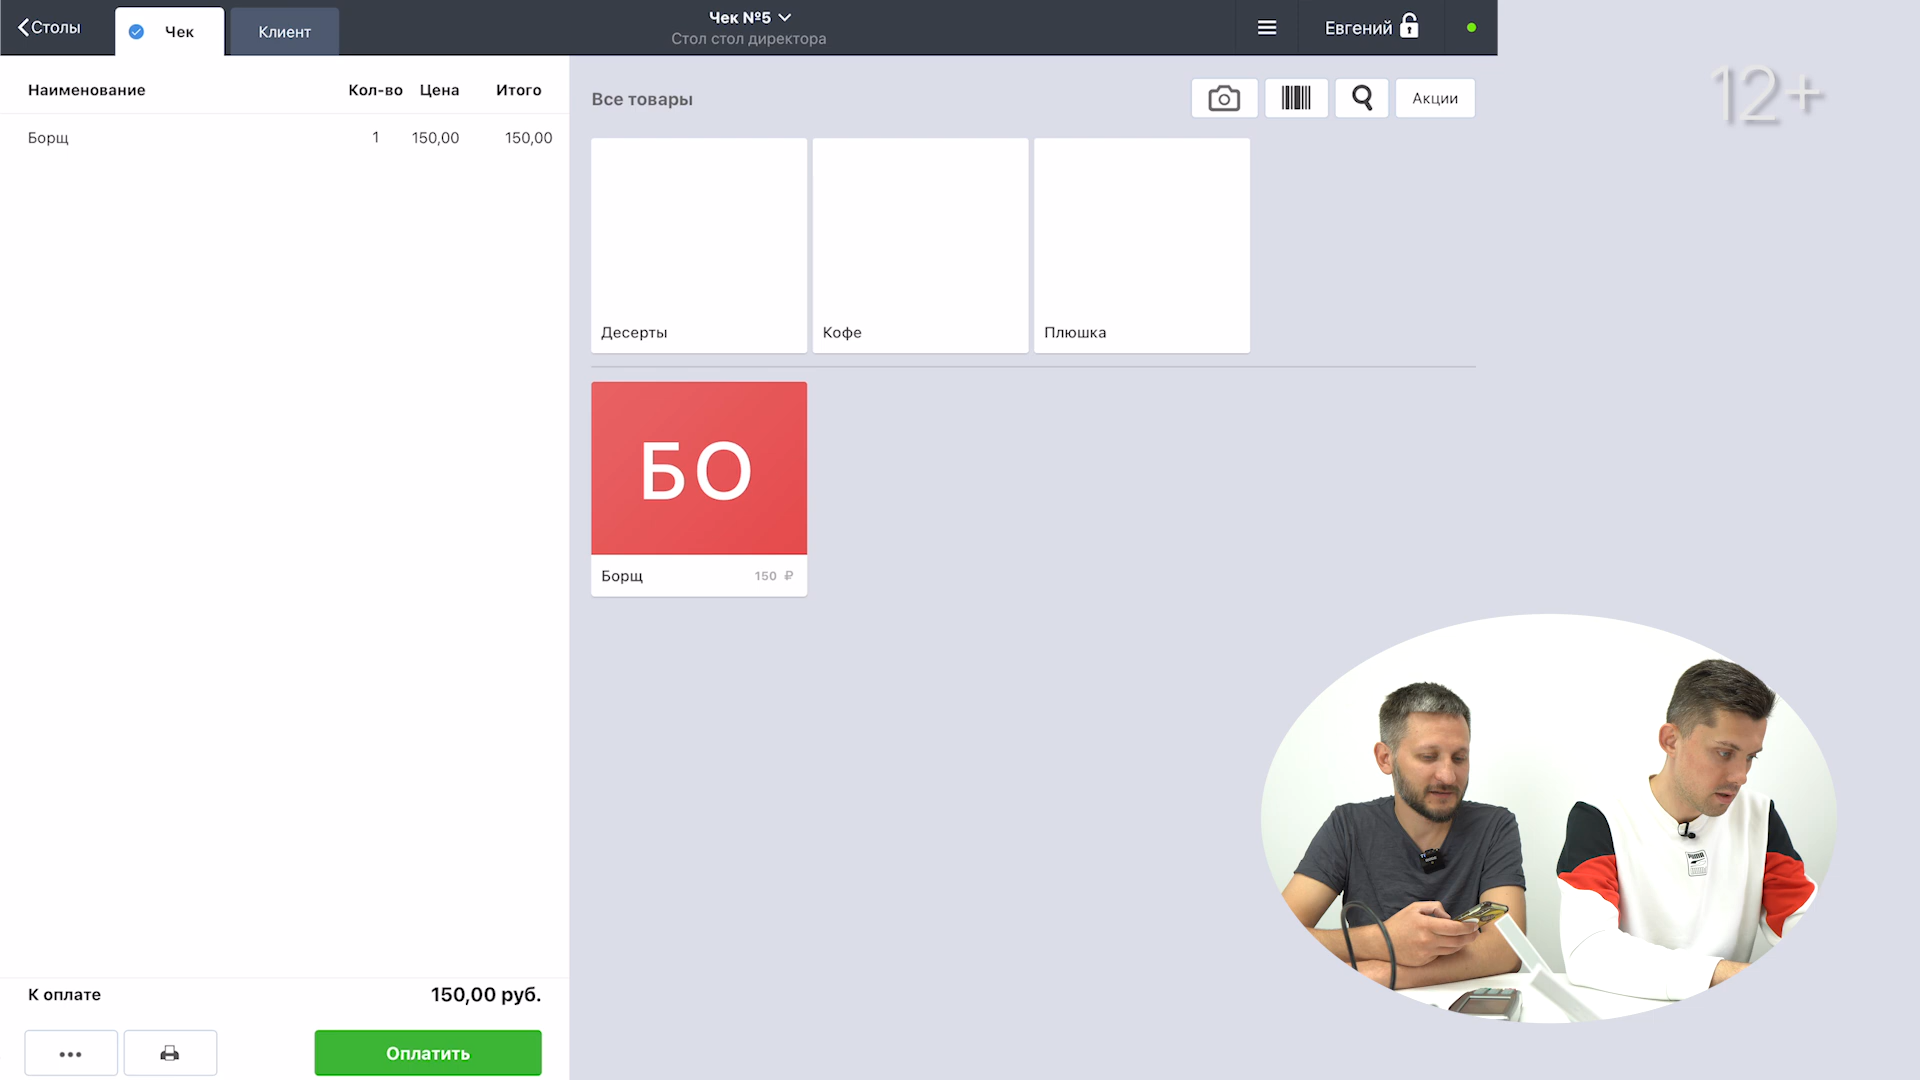 Столы
Чек
Клиент
Чек №5
Стол стол директора
Евгений
12+
Наименование Кол-во Цена Итого
Борщ 1 150,00 150,00
Все товары
Акции
Десерты
Кофе
Плюшка
БО
Борщ 150 ₽
PUMA
К оплате 150,00 руб.
Оплатить